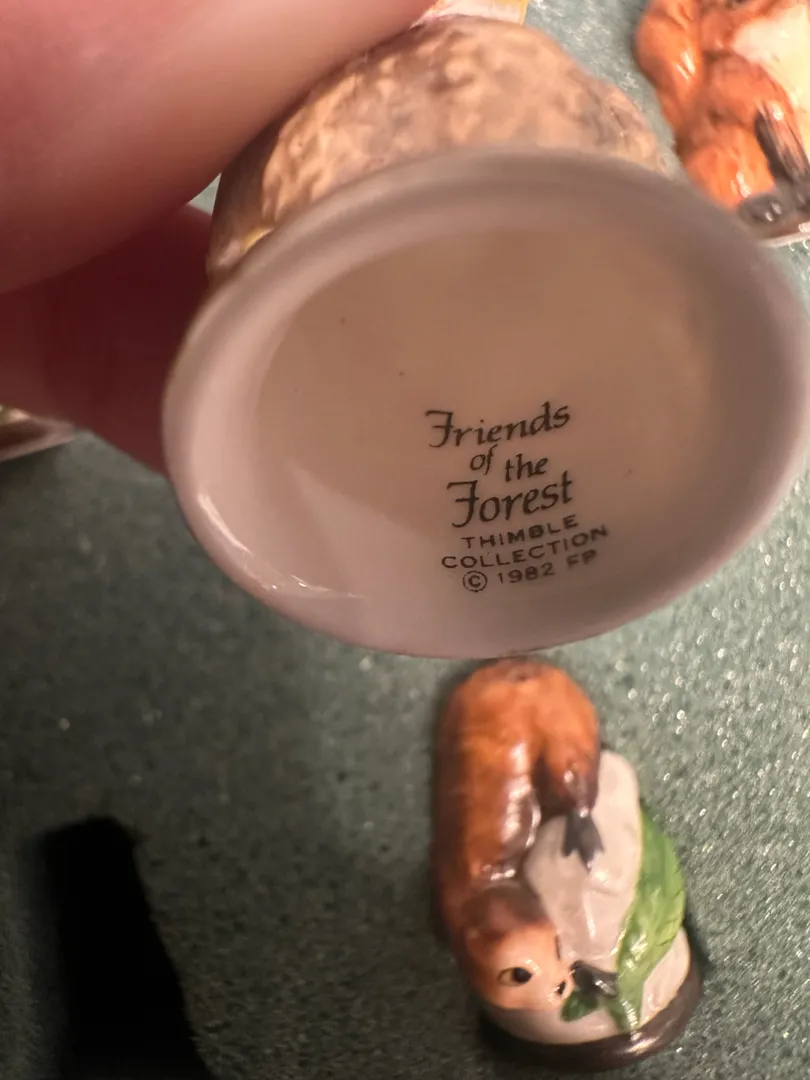 Friends
of the
Forest
THIMBLE
COLLECTION
© 1982 FP